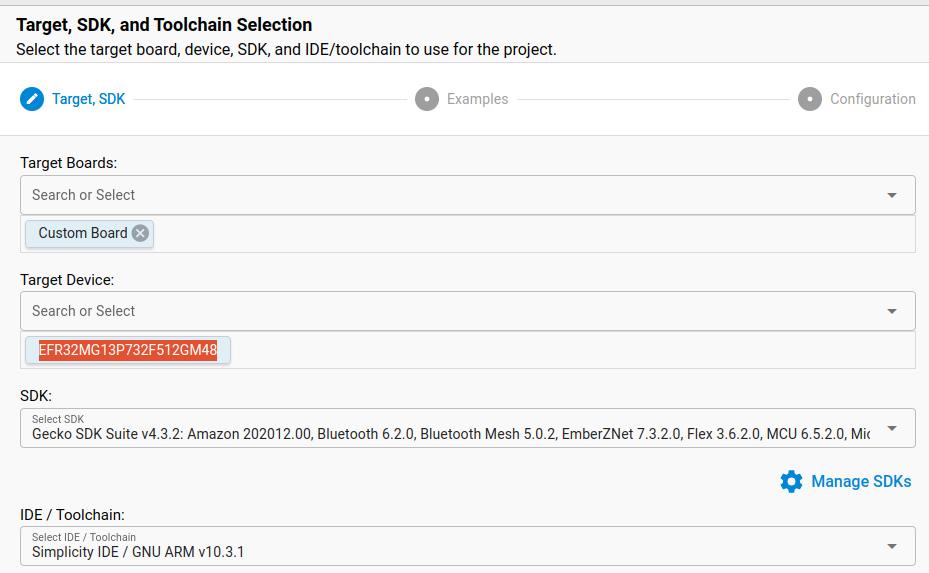 Target, SDK, and Toolchain Selection
Select the target board, device, SDK, and IDE/toolchain to use for the project.
Target, SDK
Examples
Configuration
Target Boards:
Search or Select
Custom Board
Target Device:
Search or Select
EFR32MG13P732F512GM48
SDK:
Select SDK
Gecko SDK Suite v4.3.2: Amazon 202012.00, Bluetooth 6.2.0, Bluetooth Mesh 5.0.2, EmberZNet 7.3.2.0, Flex 3.6.2.0, MCU 6.5.2.0, Mic
Manage SDKs
IDE / Toolchain:
Select IDE / Toolchain
Simplicity IDE / GNU ARM v10.3.1